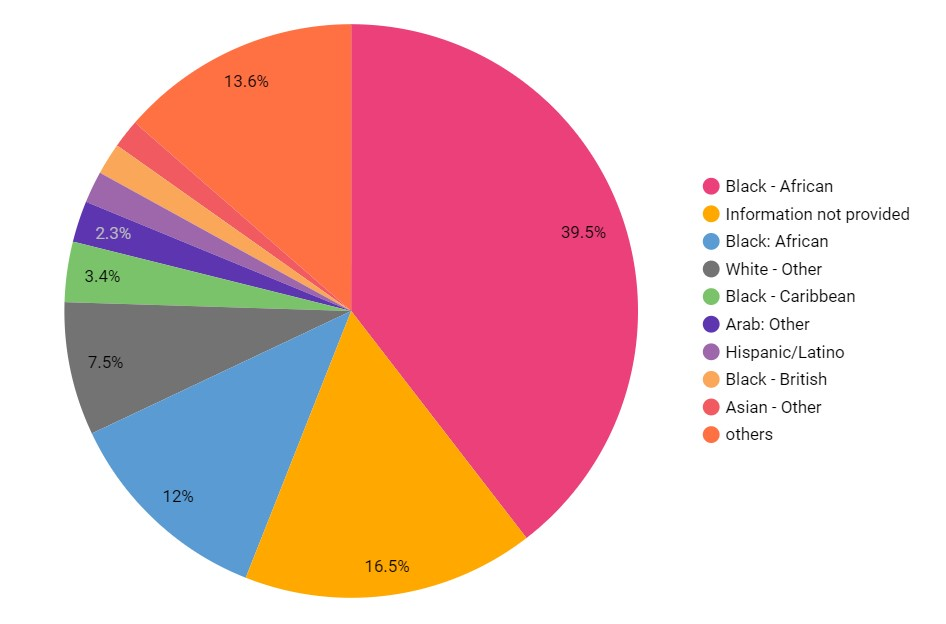 13.6%
39.5%
2.3%
3.4%
7.5%
12%
16.5%
Black - African
Information not provided
Black: African
White - Other
Black - Caribbean
Arab: Other
Hispanic/Latino
Black - British
Asian - Other
others